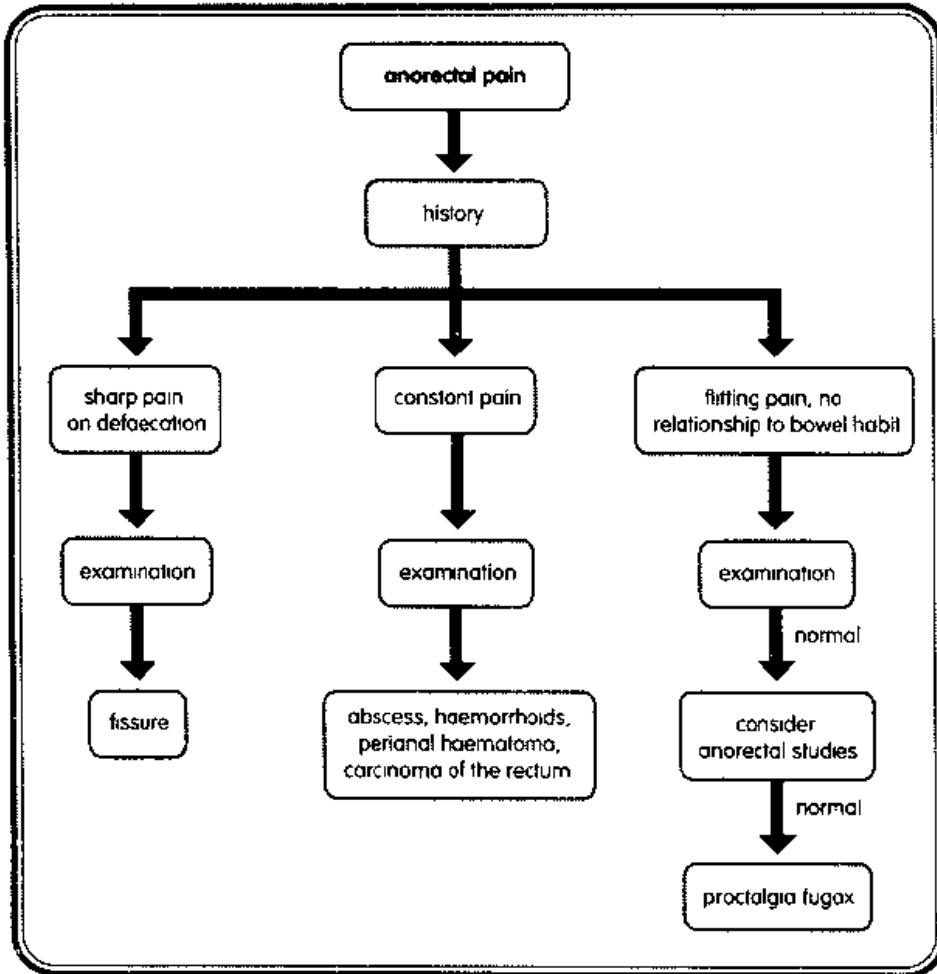 anorectal pain
history
sharp pain
on defaecation
constant pain
flitting pain, no
relationship to bowel habit
examination
examination
examination
normal
fissure
abscess, haemorrhoids,
perianal haematoma,
carcinoma of the rectum
consider
anorectal studies
normal
proctalgia fugax